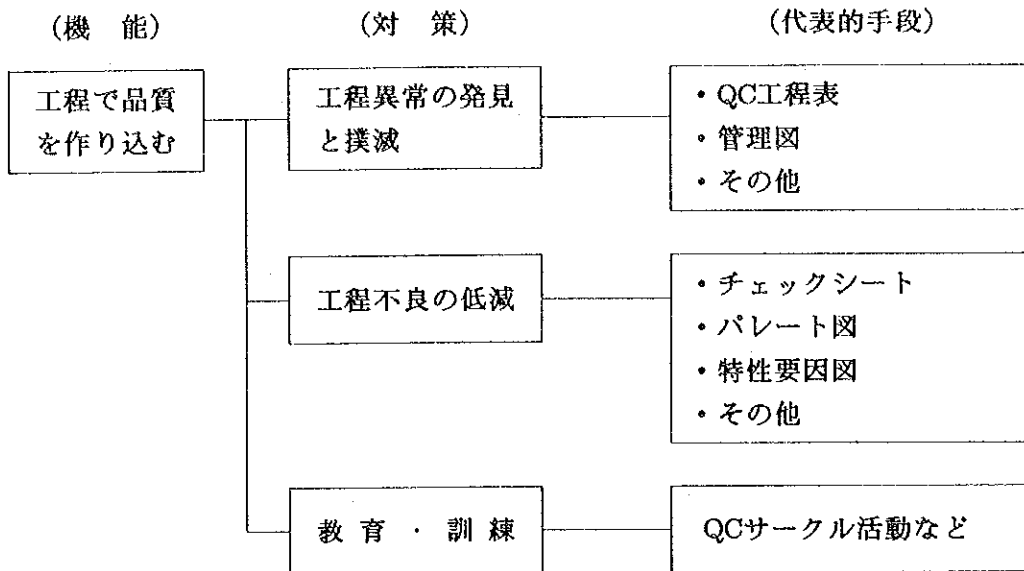 (機 能)
(対 策)
(代表的手段)
工程で品質
を作り込む
工程異常の発見
と撲滅
・QC工程表
・管理図
・その他
工程不良の低減
・チェックシート
・パレート図
・特性要因図
・その他
教育・訓練
QCサークル活動など